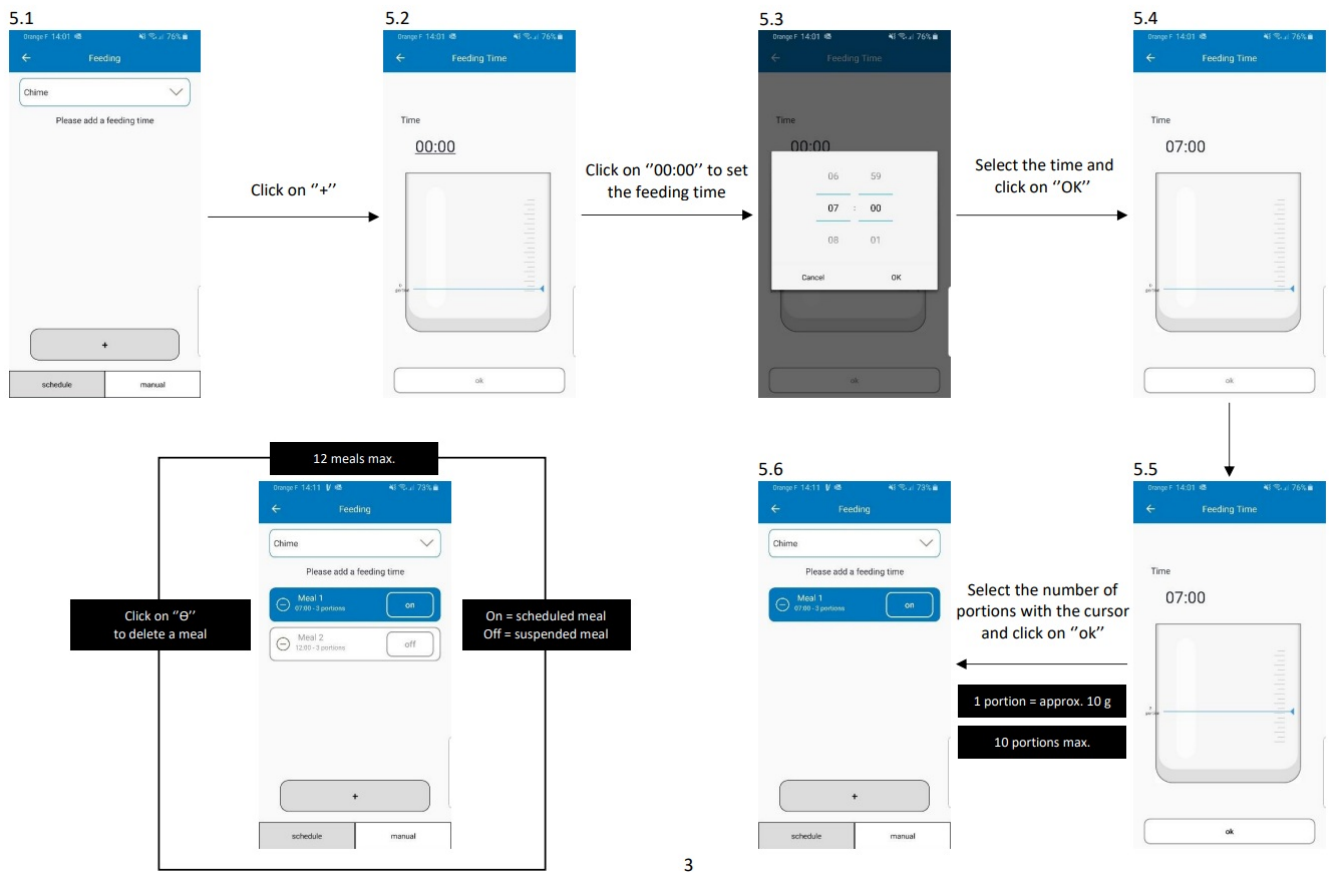 5.1
Orange F 14:01 76%
Feeding
Chime
Please add a feeding time
+
schedule manual
Click on ‘’+’’
5.2
Orange F 14:01 76%
Feeding Time
Time
00:00
ok
Click on ‘’00:00’’ to set
the feeding time
5.3
Orange F 14:01 76%
Feeding Time
Time
00:00
06 59
07 : 00
08 01
Cancel OK
ok
Select the time and
click on ‘’OK’’
5.4
Orange F 14:01 76%
Feeding Time
Time
07:00
ok
5.5
Orange F 14:01 76%
Feeding Time
Time
07:00
ok
Select the number of
portions with the cursor
and click on ‘’ok’’
1 portion = approx. 10 g
10 portions max.
5.6
Orange F 14:11 73%
Feeding
Chime
Please add a feeding time
Meal 1
07:00 - 3 portions
on
+
schedule manual
12 meals max.
Orange F 14:11 73%
Feeding
Chime
Please add a feeding time
Meal 1
07:00 - 3 portions
on
Meal 2
12:00 - 3 portions
off
+
schedule manual
Click on ‘’Ɵ’’
to delete a meal
On = scheduled meal
Off = suspended meal
3